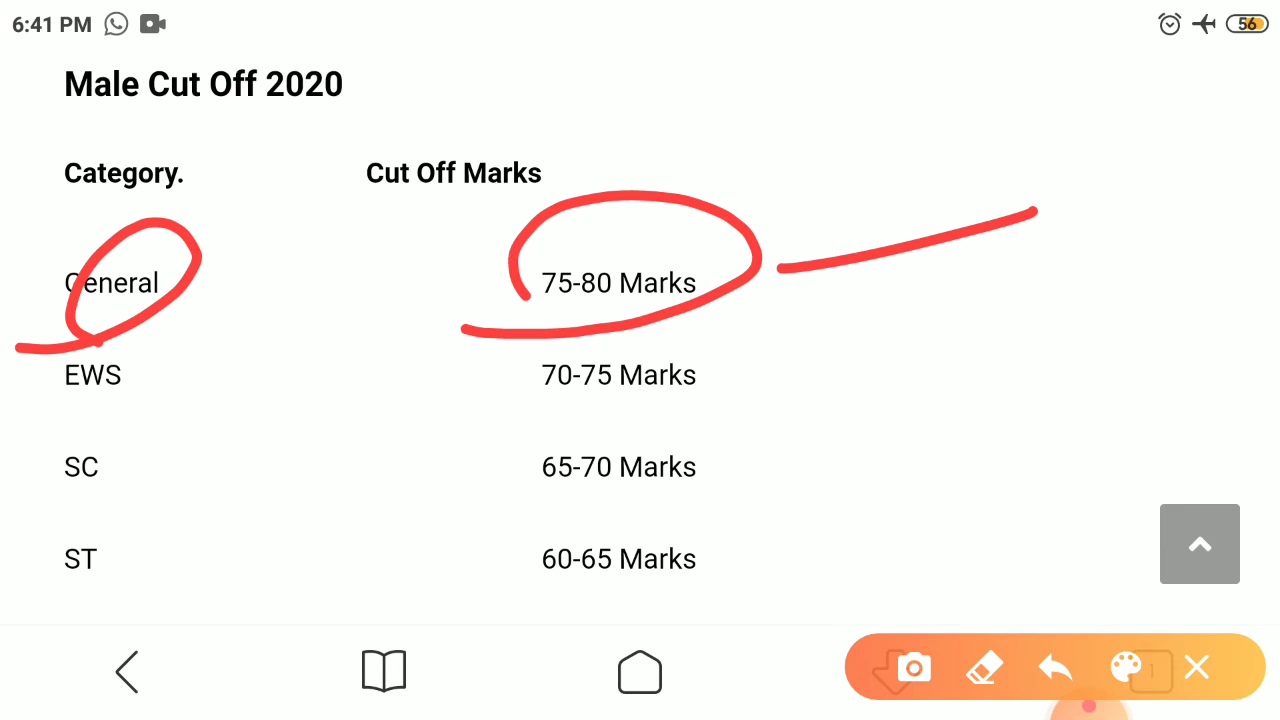 6:41 PM
56
Male Cut Off 2020
Category. Cut Off Marks
General 75-80 Marks
EWS 70-75 Marks
SC 65-70 Marks
ST 60-65 Marks
1